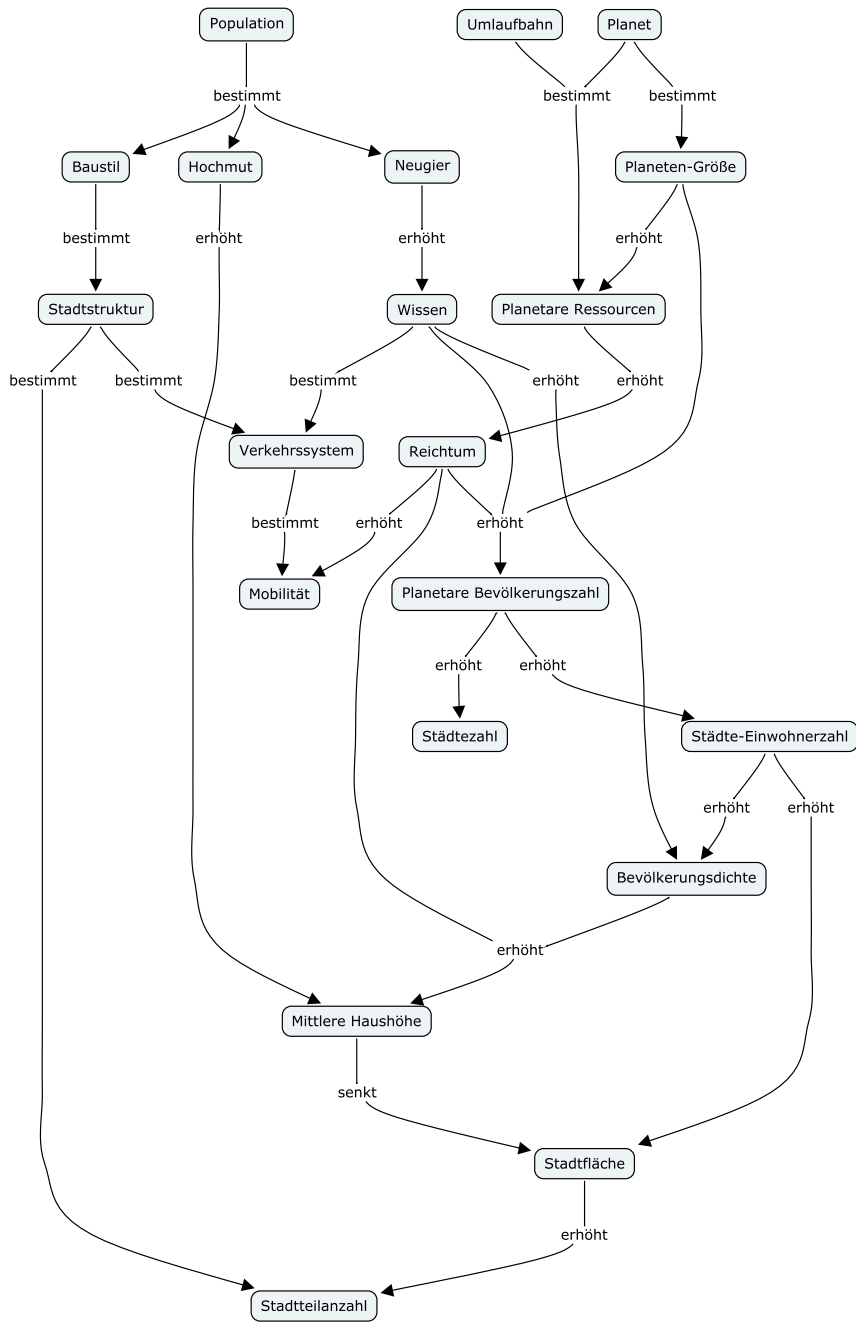 Population
Umlaufbahn
Planet
bestimmt
bestimmt
bestimmt
Baustil
Hochmut
Neugier
Planeten-Größe
bestimmt
erhöht
erhöht
erhöht
Stadtstruktur
Wissen
Planetare Ressourcen
bestimmt
bestimmt
bestimmt
erhöht
erhöht
Verkehrssystem
Reichtum
bestimmt
erhöht
erhöht
Mobilität
Planetare Bevölkerungszahl
erhöht
erhöht
Städtezahl
Städte-Einwohnerzahl
erhöht
erhöht
Bevölkerungsdichte
erhöht
Mittlere Haushöhe
senkt
Stadtfläche
erhöht
Stadtteilanzahl